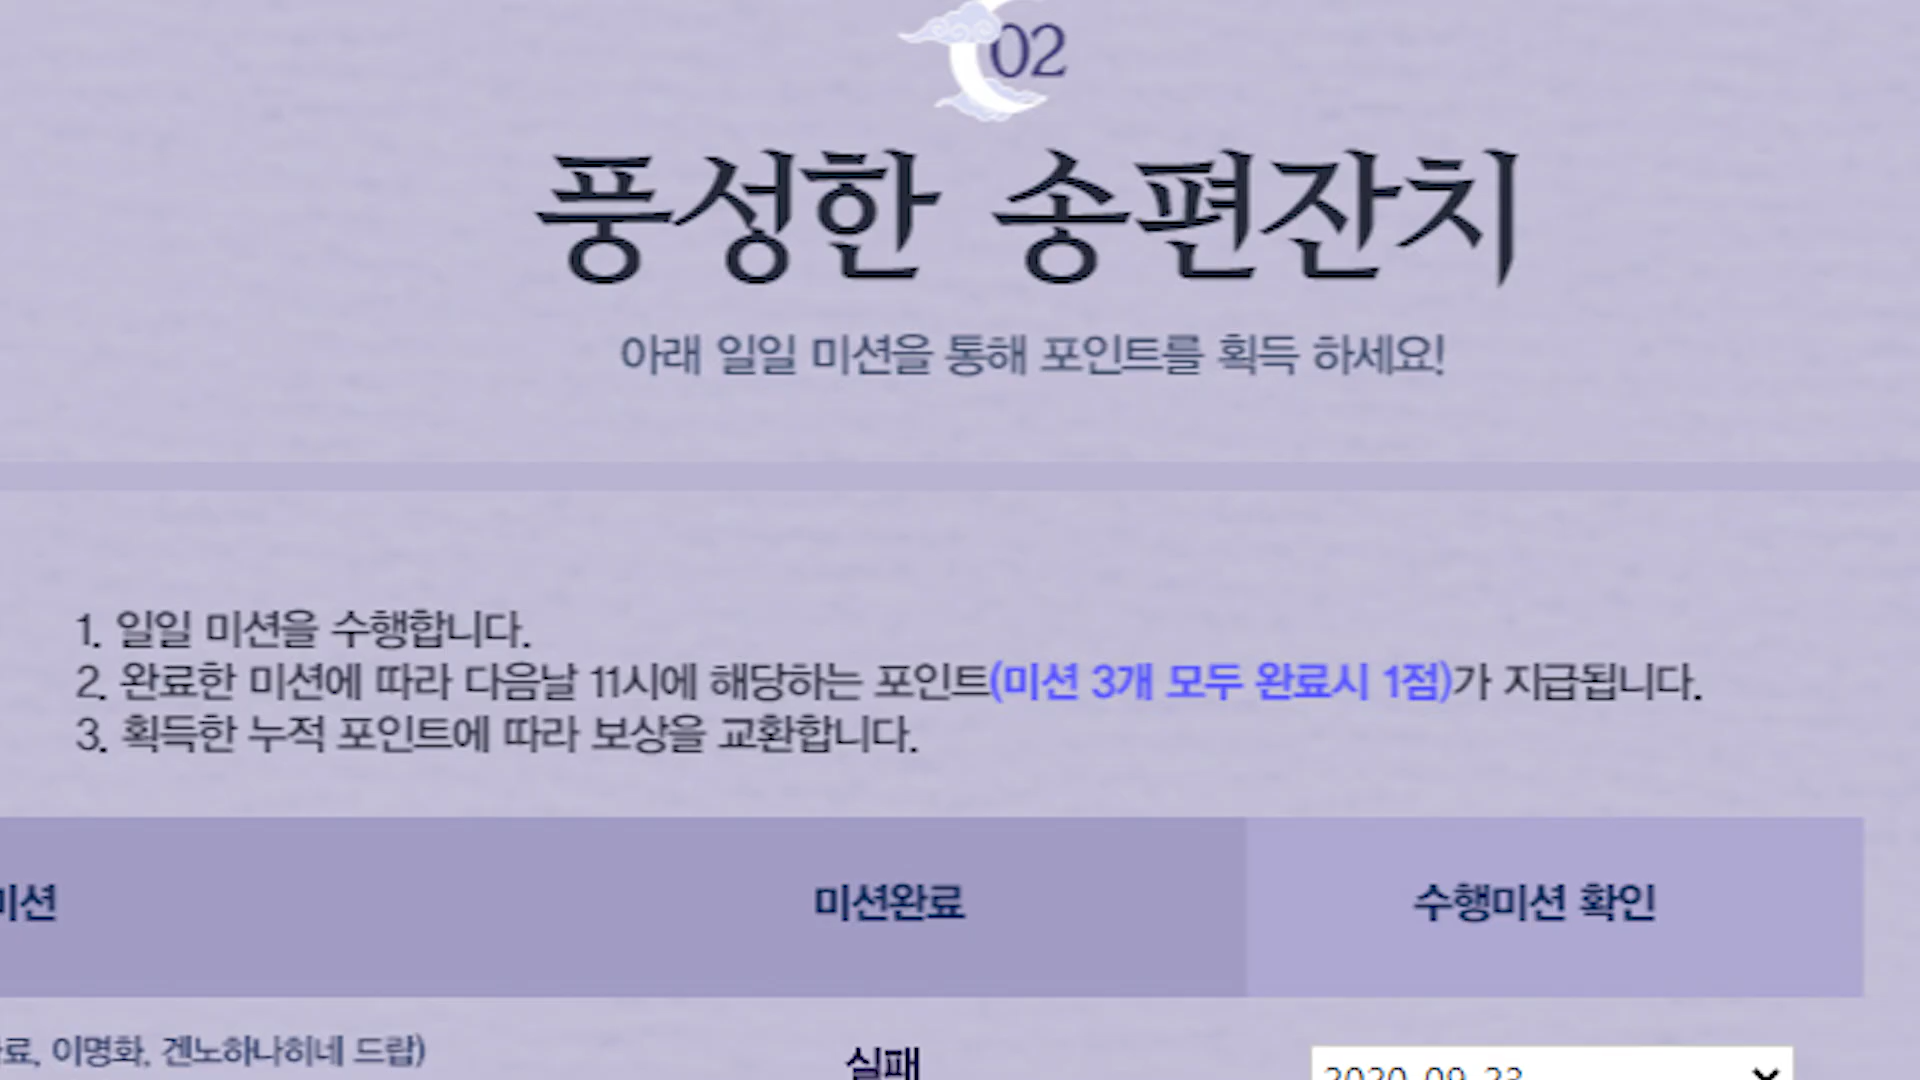 02
풍성한 송편잔치
아래 일일 미션을 통해 포인트를 획득 하세요!
1. 일일 미션을 수행합니다.
2. 완료한 미션에 따라 다음날 11시에 해당하는 포인트(미션 3개 모두 완료시 1점)가 지급됩니다.
3. 획득한 누적 포인트에 따라 보상을 교환합니다.
미션 미션완료 수행미션 확인
료, 이명화, 겐노하나히네 드랍)
실패 2020-09-23